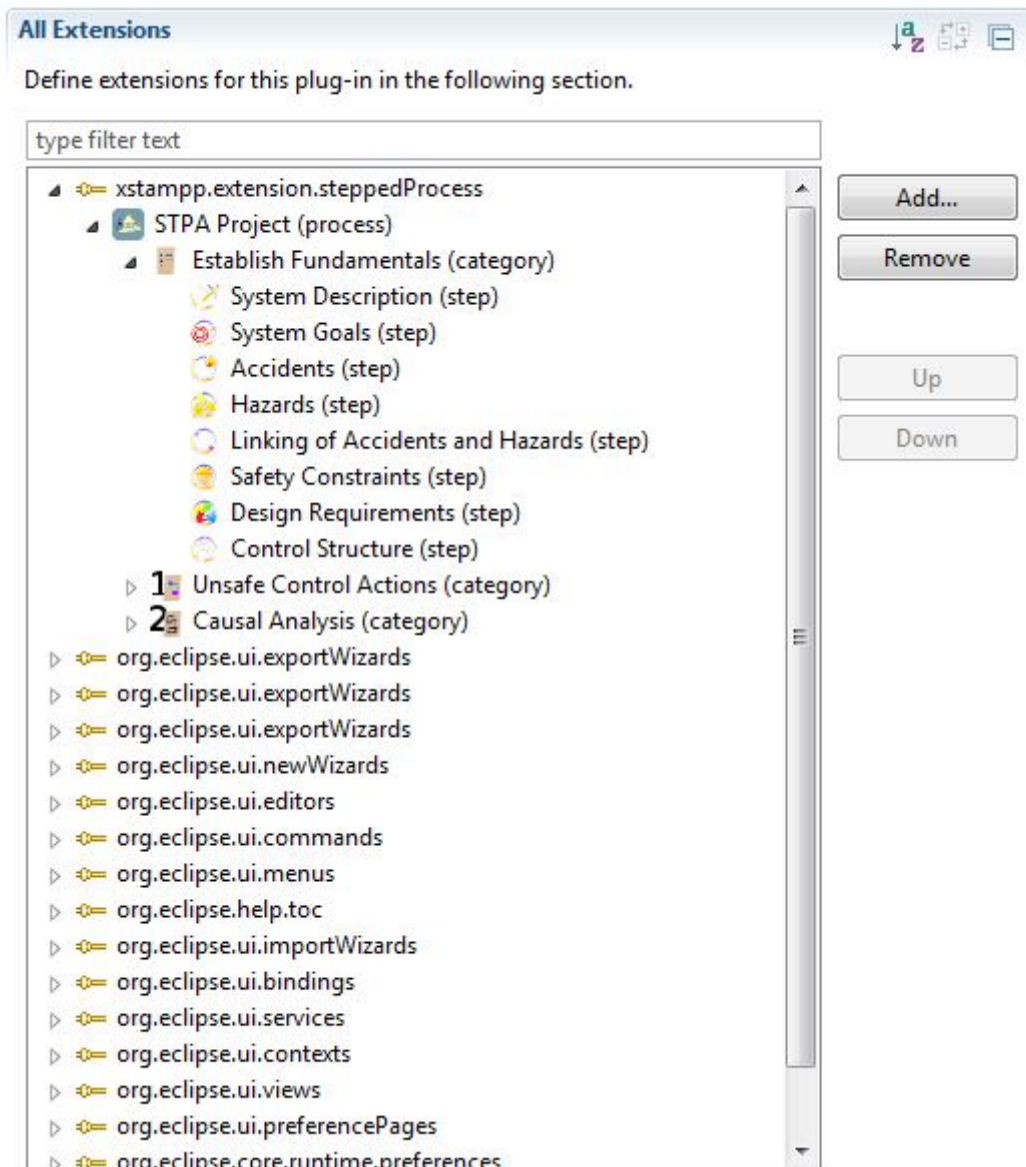 All Extensions
Define extensions for this plug-in in the following section.
type filter text
xstampp.extension.steppedProcess
Add...
STPA Project (process)
Establish Fundamentals (category)
Remove
System Description (step)
System Goals (step)
Accidents (step)
Up
Hazards (step)
Linking of Accidents and Hazards (step)
Down
Safety Constraints (step)
Design Requirements (step)
Control Structure (step)
1 Unsafe Control Actions (category)
2 Causal Analysis (category)
org.eclipse.ui.exportWizards
org.eclipse.ui.exportWizards
org.eclipse.ui.exportWizards
org.eclipse.ui.newWizards
org.eclipse.ui.editors
org.eclipse.ui.commands
org.eclipse.ui.menus
org.eclipse.help.toc
org.eclipse.ui.importWizards
org.eclipse.ui.bindings
org.eclipse.ui.services
org.eclipse.ui.contexts
org.eclipse.ui.views
org.eclipse.ui.preferencePages
org.eclipse.core.runtime.preferences